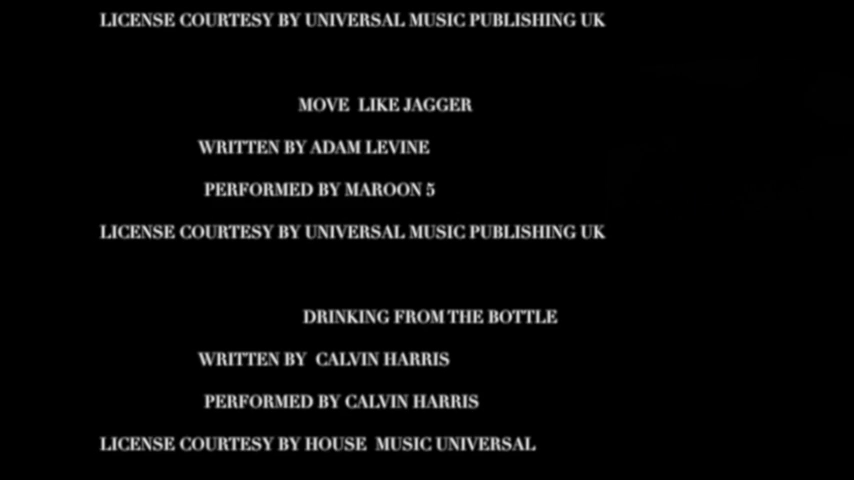 LICENSE COURTESY BY UNIVERSAL MUSIC PUBLISHING UK
MOVE LIKE JAGGER
WRITTEN BY ADAM LEVINE
PERFORMED BY MAROON 5
LICENSE COURTESY BY UNIVERSAL MUSIC PUBLISHING UK
DRINKING FROM THE BOTTLE
WRITTEN BY CALVIN HARRIS
PERFORMED BY CALVIN HARRIS
LICENSE COURTESY BY HOUSE MUSIC UNIVERSAL